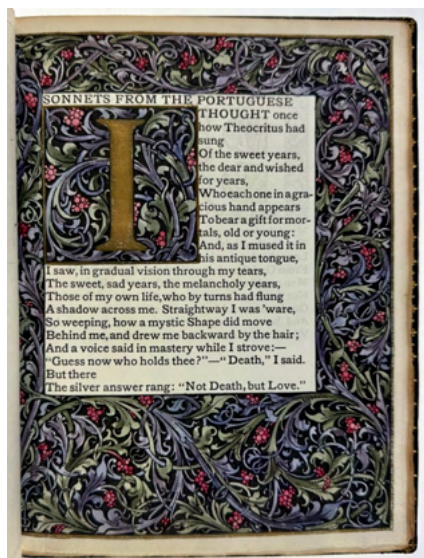 SONNETS FROM THE PORTUGUESE
I THOUGHT once
how Theocritus had
sung
Of the sweet years,
the dear and wished
for years,
Who each one in a gra-
cious hand appears
To bear a gift for mor-
tals, old or young:
And, as I mused it in
his antique tongue,
I saw, in gradual vision through my tears,
The sweet, sad years, the melancholy years,
Those of my own life, who by turns had flung
A shadow across me. Straightway I was 'ware,
So weeping, how a mystic Shape did move
Behind me, and drew me backward by the hair;
And a voice said in mastery while I strove:—
"Guess now who holds thee?"—"Death," I said.
But there
The silver answer rang: "Not Death, but Love."